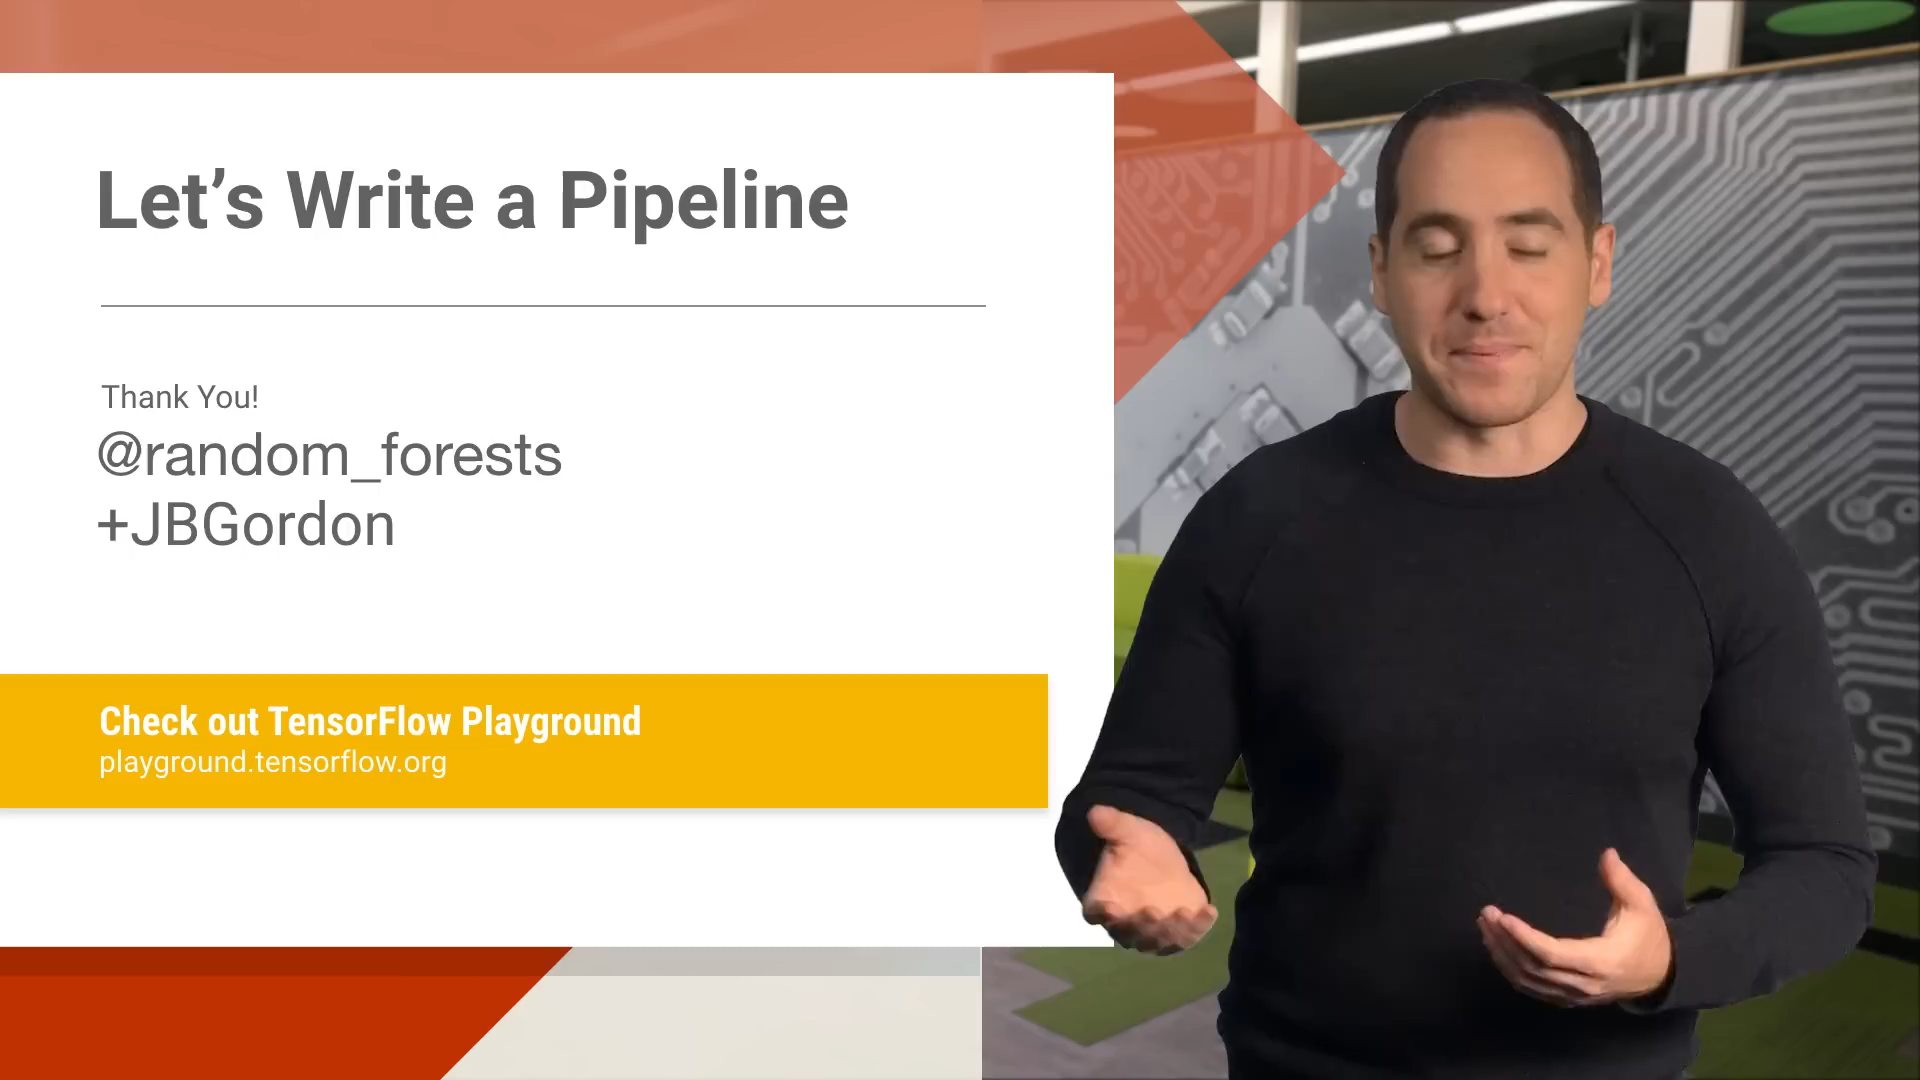 Let’s Write a Pipeline
Thank You!
@random_forests
+JBGordon
Check out TensorFlow Playground
playground.tensorflow.org